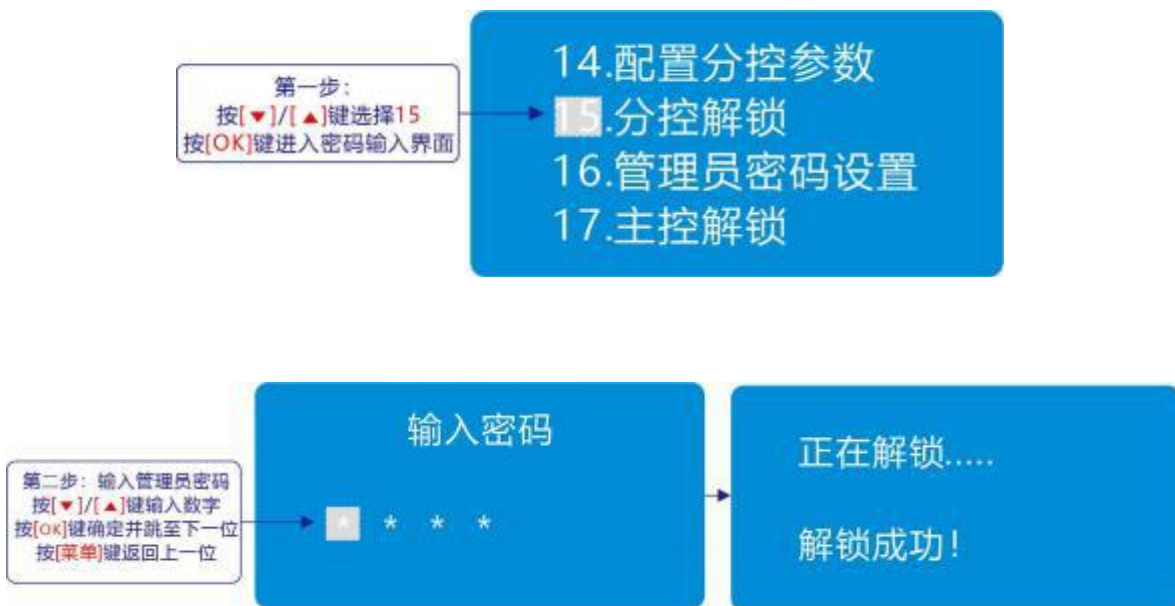 第一步：
按[▼]/[▲]键选择15
按[OK]键进入密码输入界面
14.配置分控参数
15.分控解锁
16.管理员密码设置
17.主控解锁
第二步：输入管理员密码
按[▼]/[▲]键输入数字
按[OK]键确定并跳至下一位
按[菜单]键返回上一位
输入密码
* * * *
正在解锁.....
解锁成功！